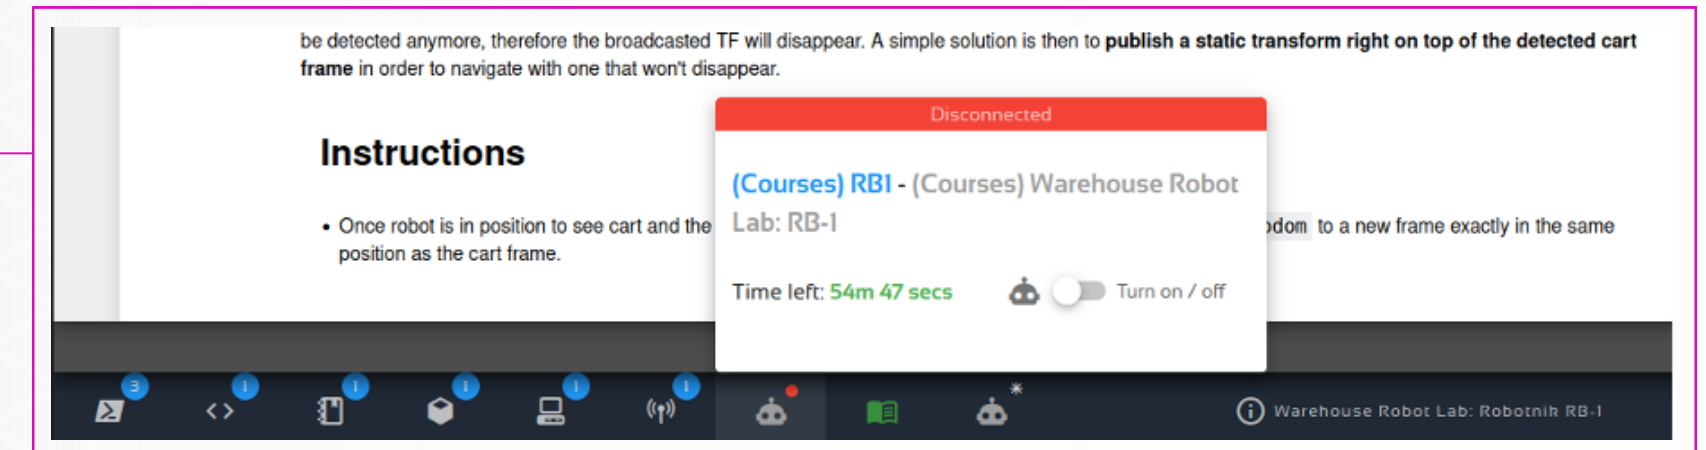 be detected anymore, therefore the broadcasted TF will disappear. A simple solution is then to publish a static transform right on top of the detected cart
frame in order to navigate with one that won't disappear.
Disconnected
Instructions
(Courses) RB1 - (Courses) Warehouse Robot
Lab: RB-1
• Once robot is in position to see cart and the
odom to a new frame exactly in the same
position as the cart frame.
Time left: 54m 47 secs
Turn on / off
3
1
1
1
1
1
Warehouse Robot Lab: Robotnik RB-1